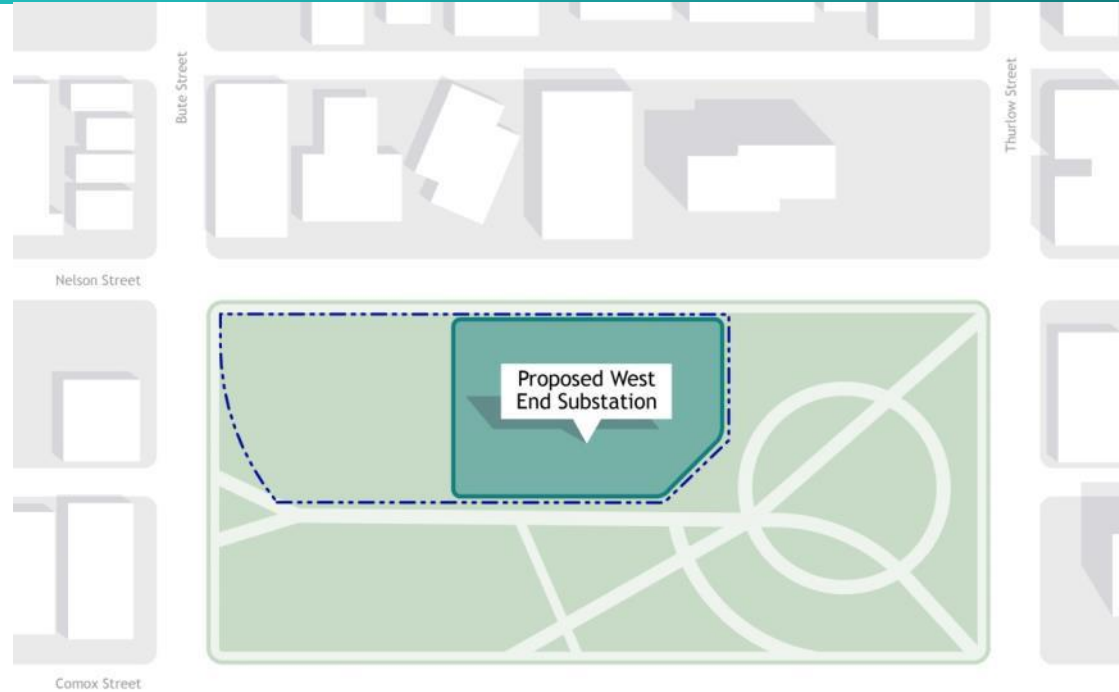 Bute Street
Thurlow Street
Nelson Street
Proposed West
End Substation
Comox Street